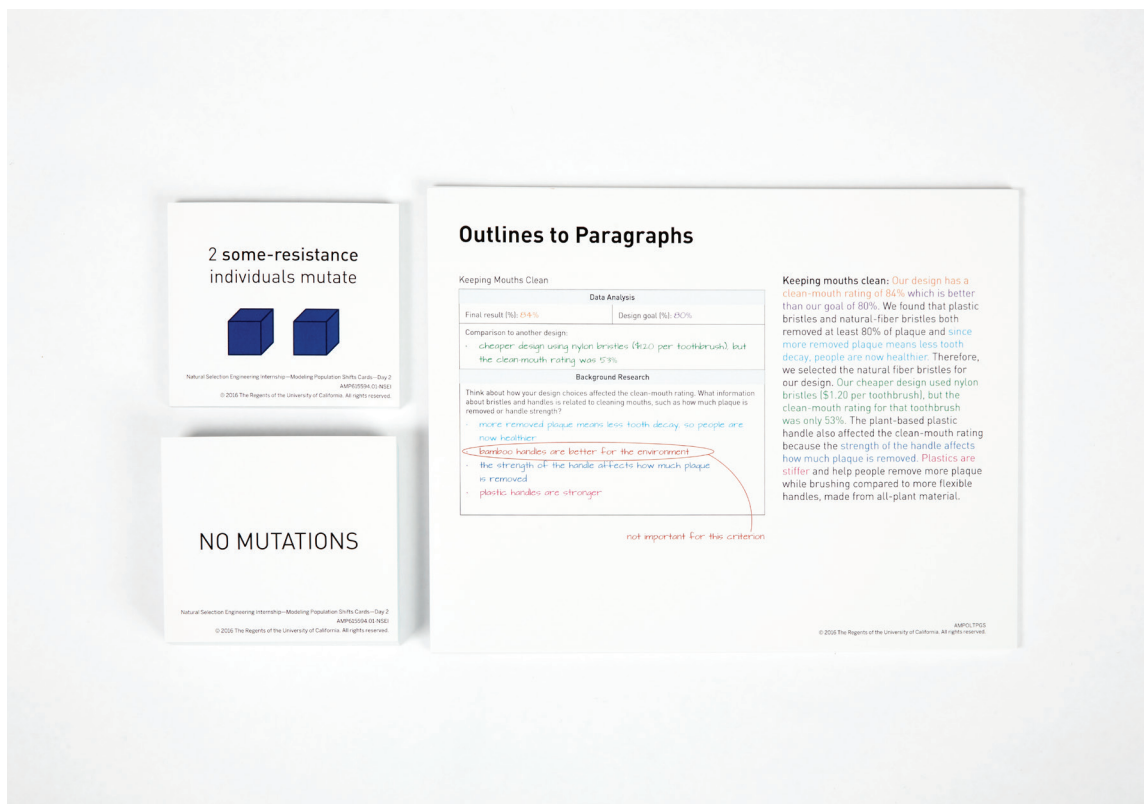 2 some-resistance
individuals mutate
Natural Selection Engineering Internship—Modeling Population Shifts Cards—Day 2
AMP615594.01-NSEI
© 2016 The Regents of the University of California. All rights reserved.
NO MUTATIONS
Natural Selection Engineering Internship—Modeling Population Shifts Cards—Day 2
AMP615594.01-NSEI
© 2016 The Regents of the University of California. All rights reserved.
Outlines to Paragraphs
Keeping Mouths Clean
Data Analysis
Final result (%): 84%
Design goal (%): 80%
Comparison to another design:
· cheaper design using nylon bristles ($1.20 per toothbrush), but
the clean-mouth rating was 53%
Background Research
Think about how your design choices affected the clean-mouth rating. What information
about bristles and handles is related to cleaning mouths, such as how much plaque is
removed or handle strength?
· more removed plaque means less tooth decay, so people are
now healthier
· bamboo handles are better for the environment
· the strength of the handle affects how much plaque
is removed
· plastic handles are stronger
not important for this criterion
Keeping mouths clean: Our design has a
clean-mouth rating of 84% which is better
than our goal of 80%. We found that plastic
bristles and natural-fiber bristles both
removed at least 80% of plaque and since
more removed plaque means less tooth
decay, people are now healthier. Therefore,
we selected the natural fiber bristles for
our design. Our cheaper design used nylon
bristles ($1.20 per toothbrush), but the
clean-mouth rating for that toothbrush
was only 53%. The plant-based plastic
handle also affected the clean-mouth rating
because the strength of the handle affects
how much plaque is removed. Plastics are
stiffer and help people remove more plaque
while brushing compared to more flexible
handles, made from all-plant material.
AMPOLTPGS
© 2016 The Regents of the University of California. All rights reserved.